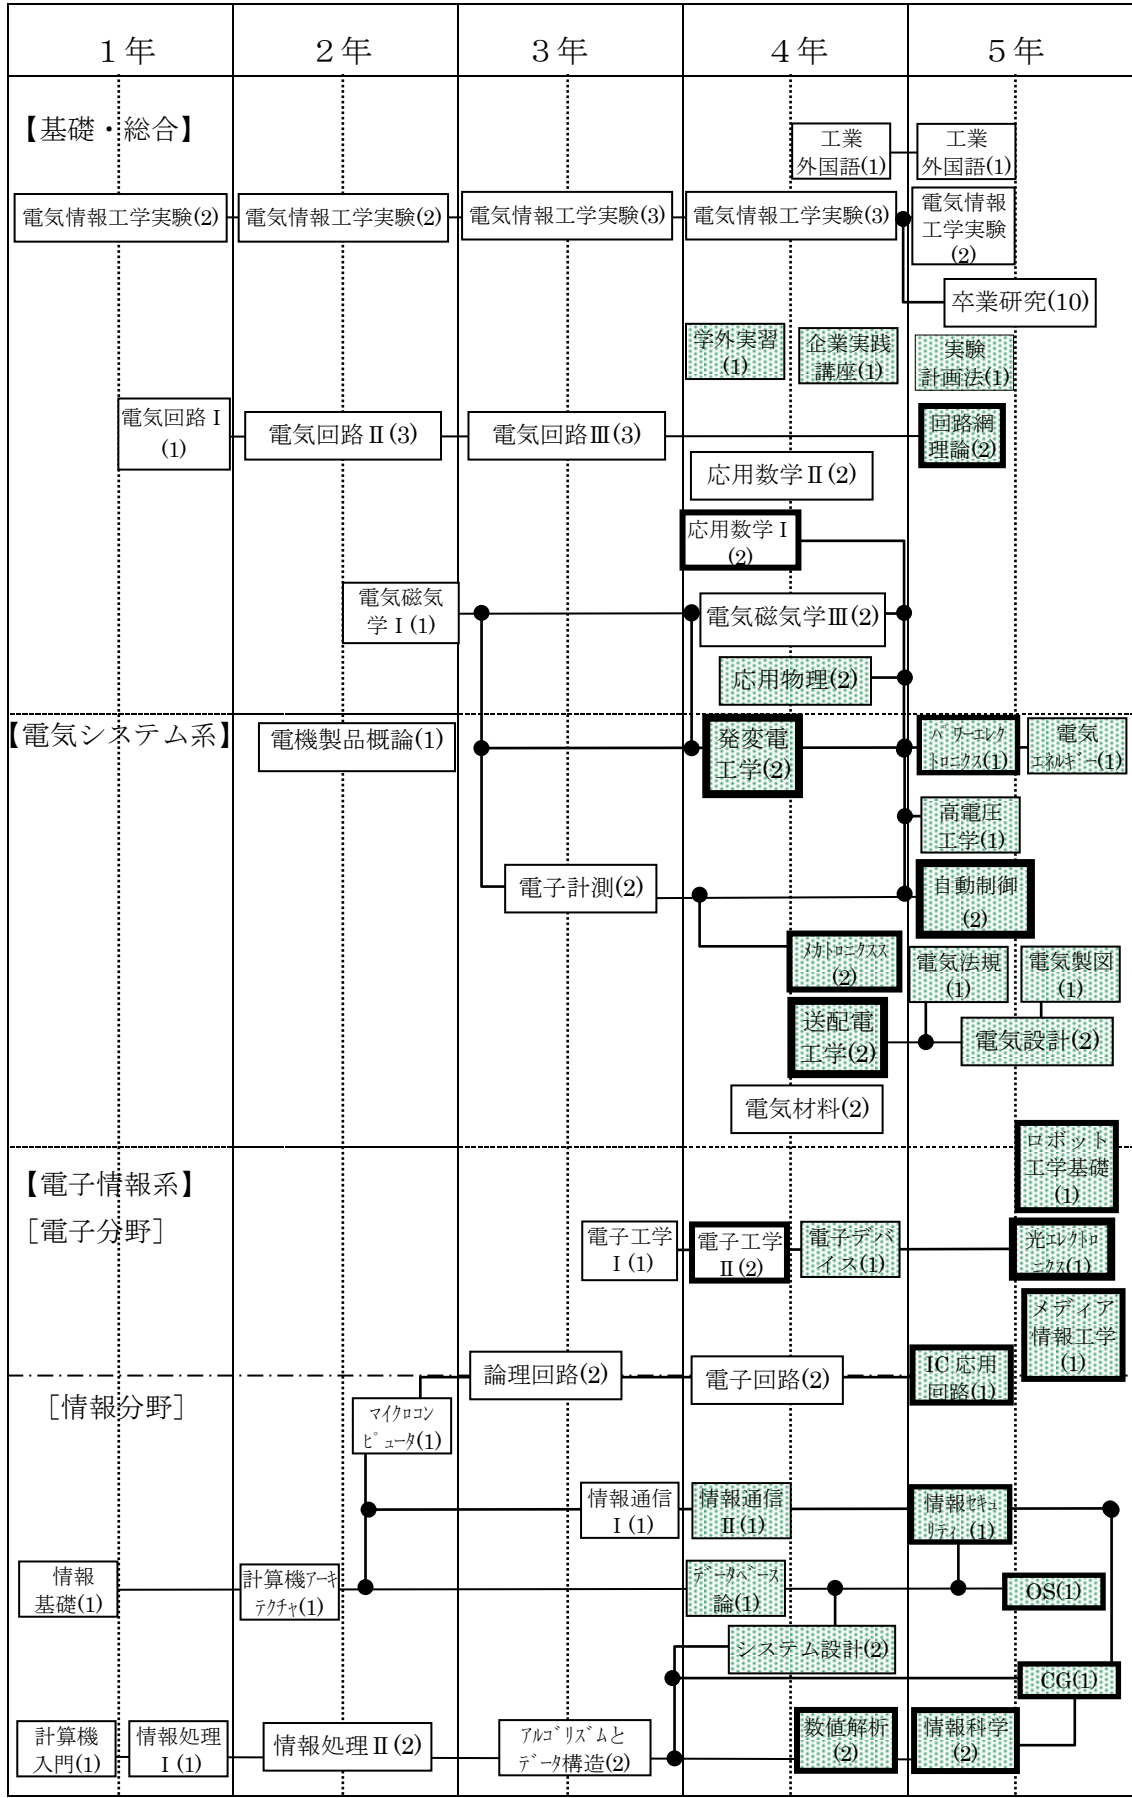 1年
2年
3年
4年
5年
【基礎・総合】
工業
外国語(1)
工業
外国語(1)
電気情報工学実験(2)
電気情報工学実験(2)
電気情報工学実験(3)
電気情報工学実験(3)
電気情報
工学実験
(2)
卒業研究(10)
学外実習
(1)
企業実践
講座(1)
実験
計画法(1)
電気回路Ⅰ
(1)
電気回路Ⅱ(3)
電気回路Ⅲ(3)
回路網
理論(2)
応用数学Ⅱ(2)
応用数学Ⅰ
(2)
電気磁気
学Ⅰ(1)
電気磁気学Ⅲ(2)
応用物理(2)
【電気システム系】
電機製品概論(1)
発変電
工学(2)
パワーエレク
トロニクス(1)
電気
エネルギー(1)
高電圧
工学(1)
電子計測(2)
自動制御
(2)
メカトロニクスス
(2)
電気法規
(1)
電気製図
(1)
送配電
工学(2)
電気設計(2)
電気材料(2)
ロボット
工学基礎
(1)
【電子情報系】
［電子分野］
電子工学
Ⅰ(1)
電子工学
Ⅱ(2)
電子デバ
イス(1)
光エレクトロ
ニクス(1)
メディア
情報工学
(1)
論理回路(2)
電子回路(2)
IC応用
回路(1)
［情報分野］
マイクロコン
ピュータ(1)
情報通信
Ⅰ(1)
情報通信
Ⅱ(1)
情報セキュ
リティ(1)
情報
基礎(1)
計算機アーキ
テクチャ(1)
データベース
論(1)
OS(1)
システム設計(2)
CG(1)
計算機
入門(1)
情報処理
Ⅰ(1)
情報処理Ⅱ(2)
アルゴリズムと
データ構造(2)
数値解析
(2)
情報科学
(2)